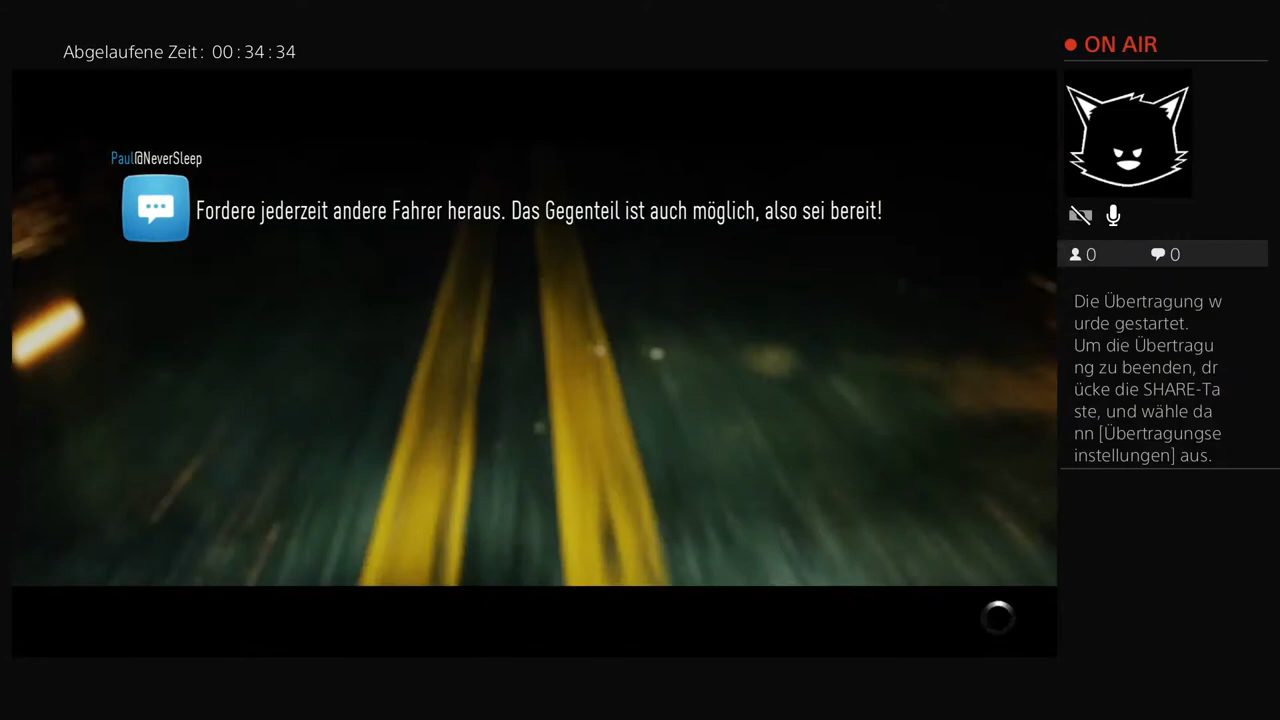 Abgelaufene Zeit: 00:34:34
ON AIR
Paul@NeverSleep
Fordere jederzeit andere Fahrer heraus. Das Gegenteil ist auch möglich, also sei bereit!
0
0
Die Übertragung w
urde gestartet.
Um die Übertragu
ng zu beenden, dr
ücke die SHARE-Ta
ste, und wähle da
nn [Übertragungse
instellungen] aus.